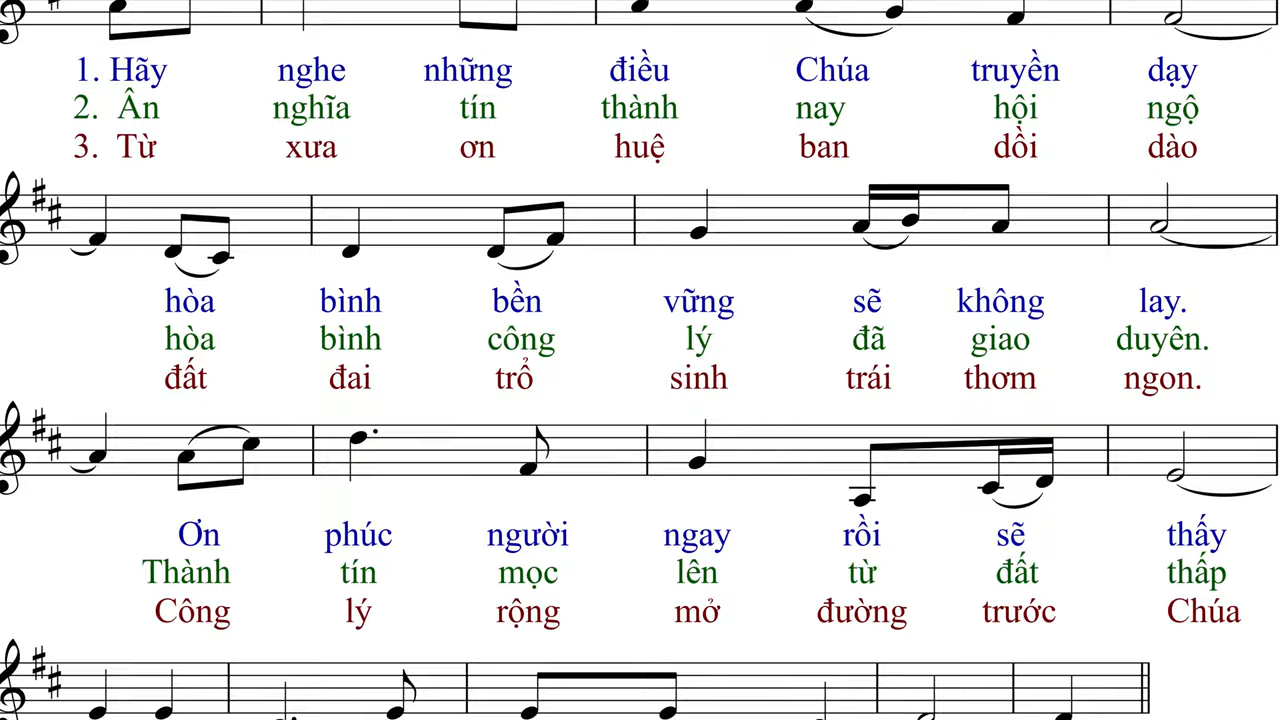 1. Hãy nghe những điều Chúa truyền dạy
2. Ân nghĩa tín thành nay hội ngộ
3. Từ xưa ơn huệ ban dồi dào
hòa bình bền vững sẽ không lay.
hòa bình công lý đã giao duyên.
đất đai trổ sinh trái thơm ngon.
Ơn phúc người ngay rồi sẽ thấy
Thành tín mọc lên từ đất thấp
Công lý rộng mở đường trước Chúa